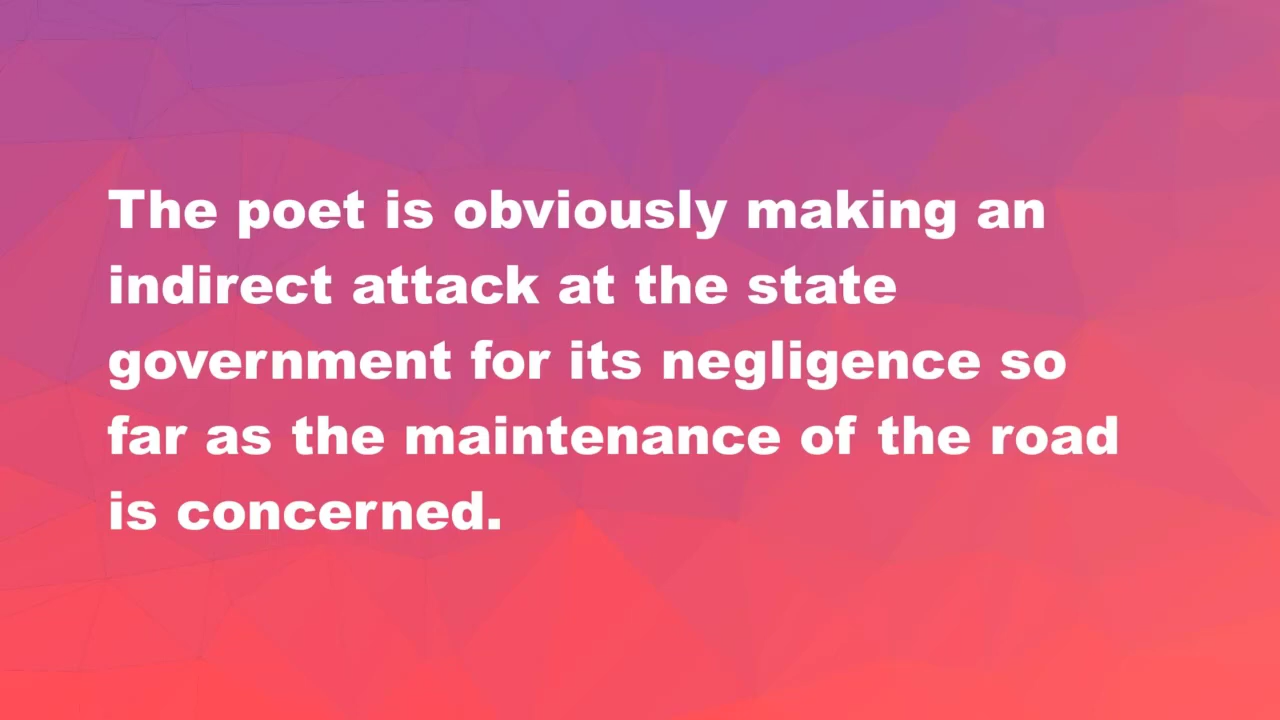 The poet is obviously making an
indirect attack at the state
government for its negligence so
far as the maintenance of the road
is concerned.